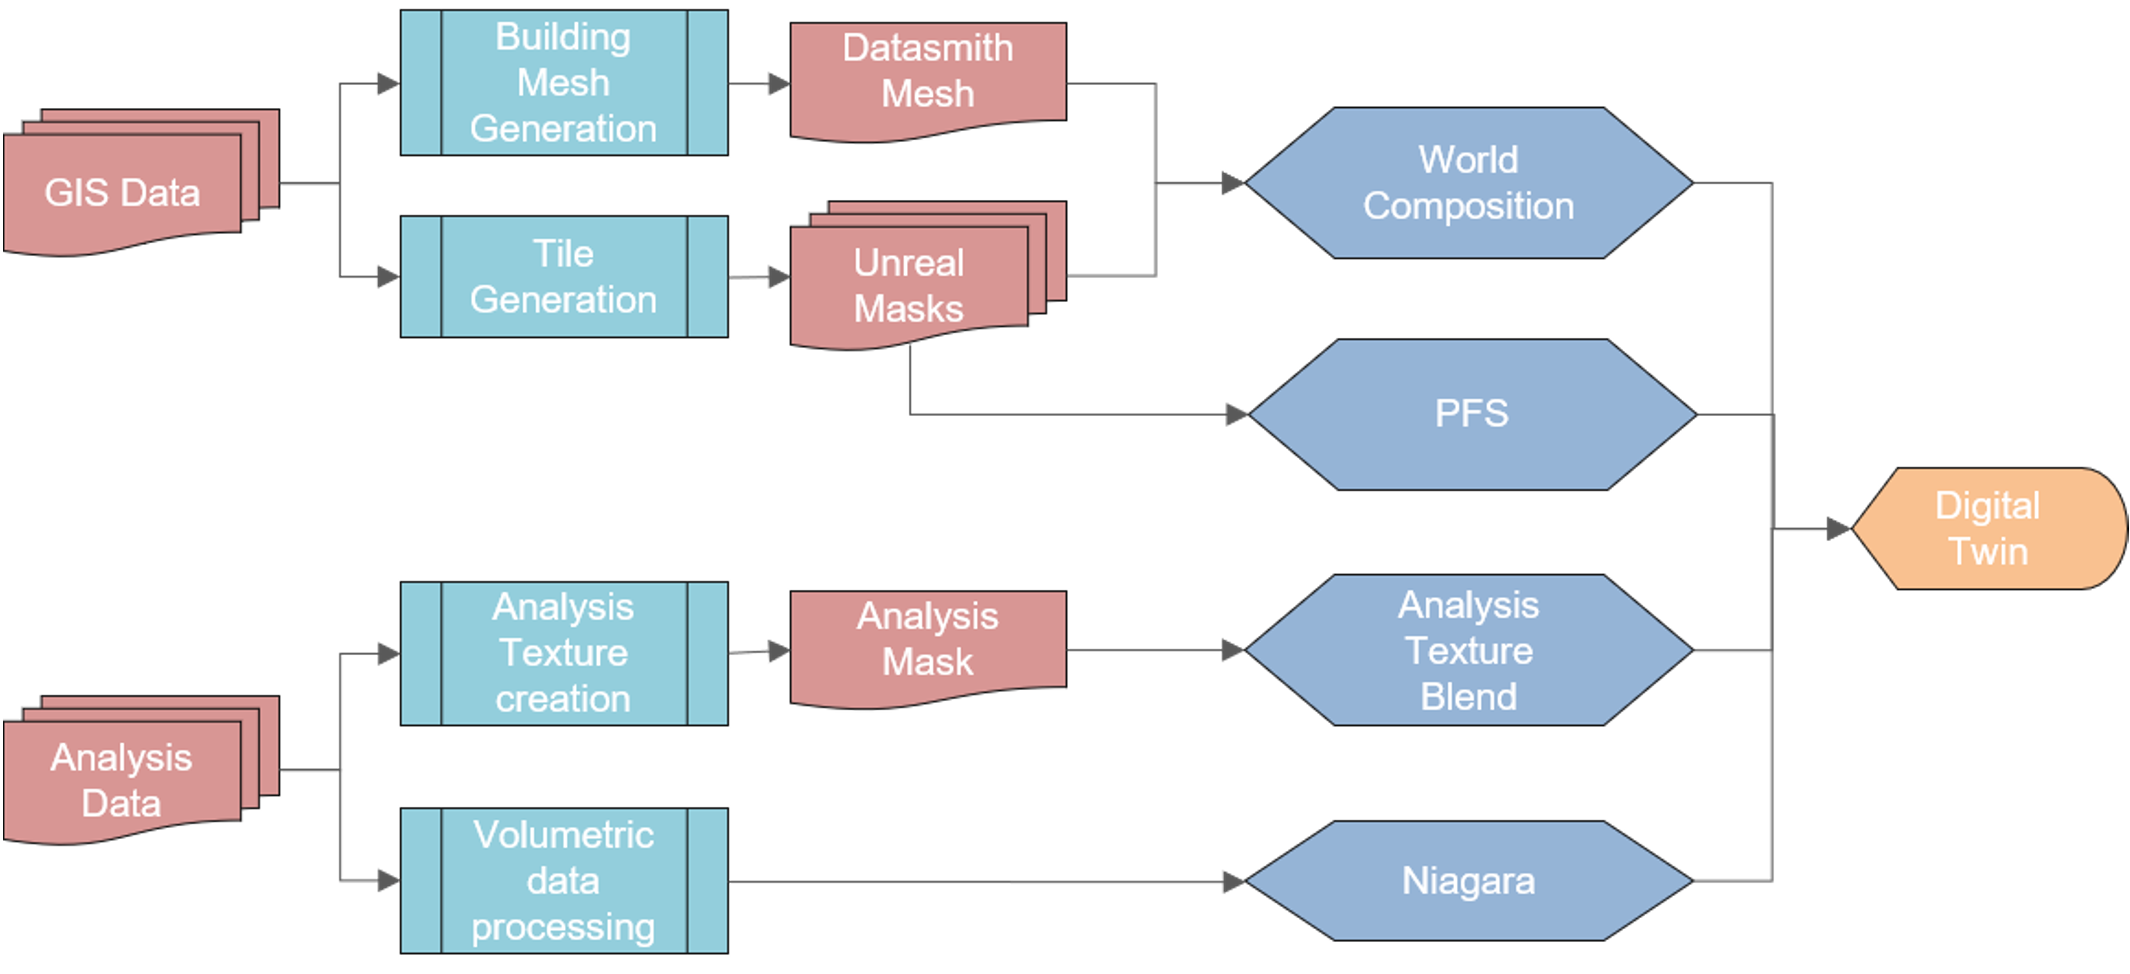 GIS Data
Building
Mesh
Generation
Datasmith
Mesh
Tile
Generation
Unreal
Masks
World
Composition
PFS
Analysis
Data
Analysis
Texture
creation
Analysis
Mask
Analysis
Texture
Blend
Volumetric
data
processing
Niagara
Digital
Twin